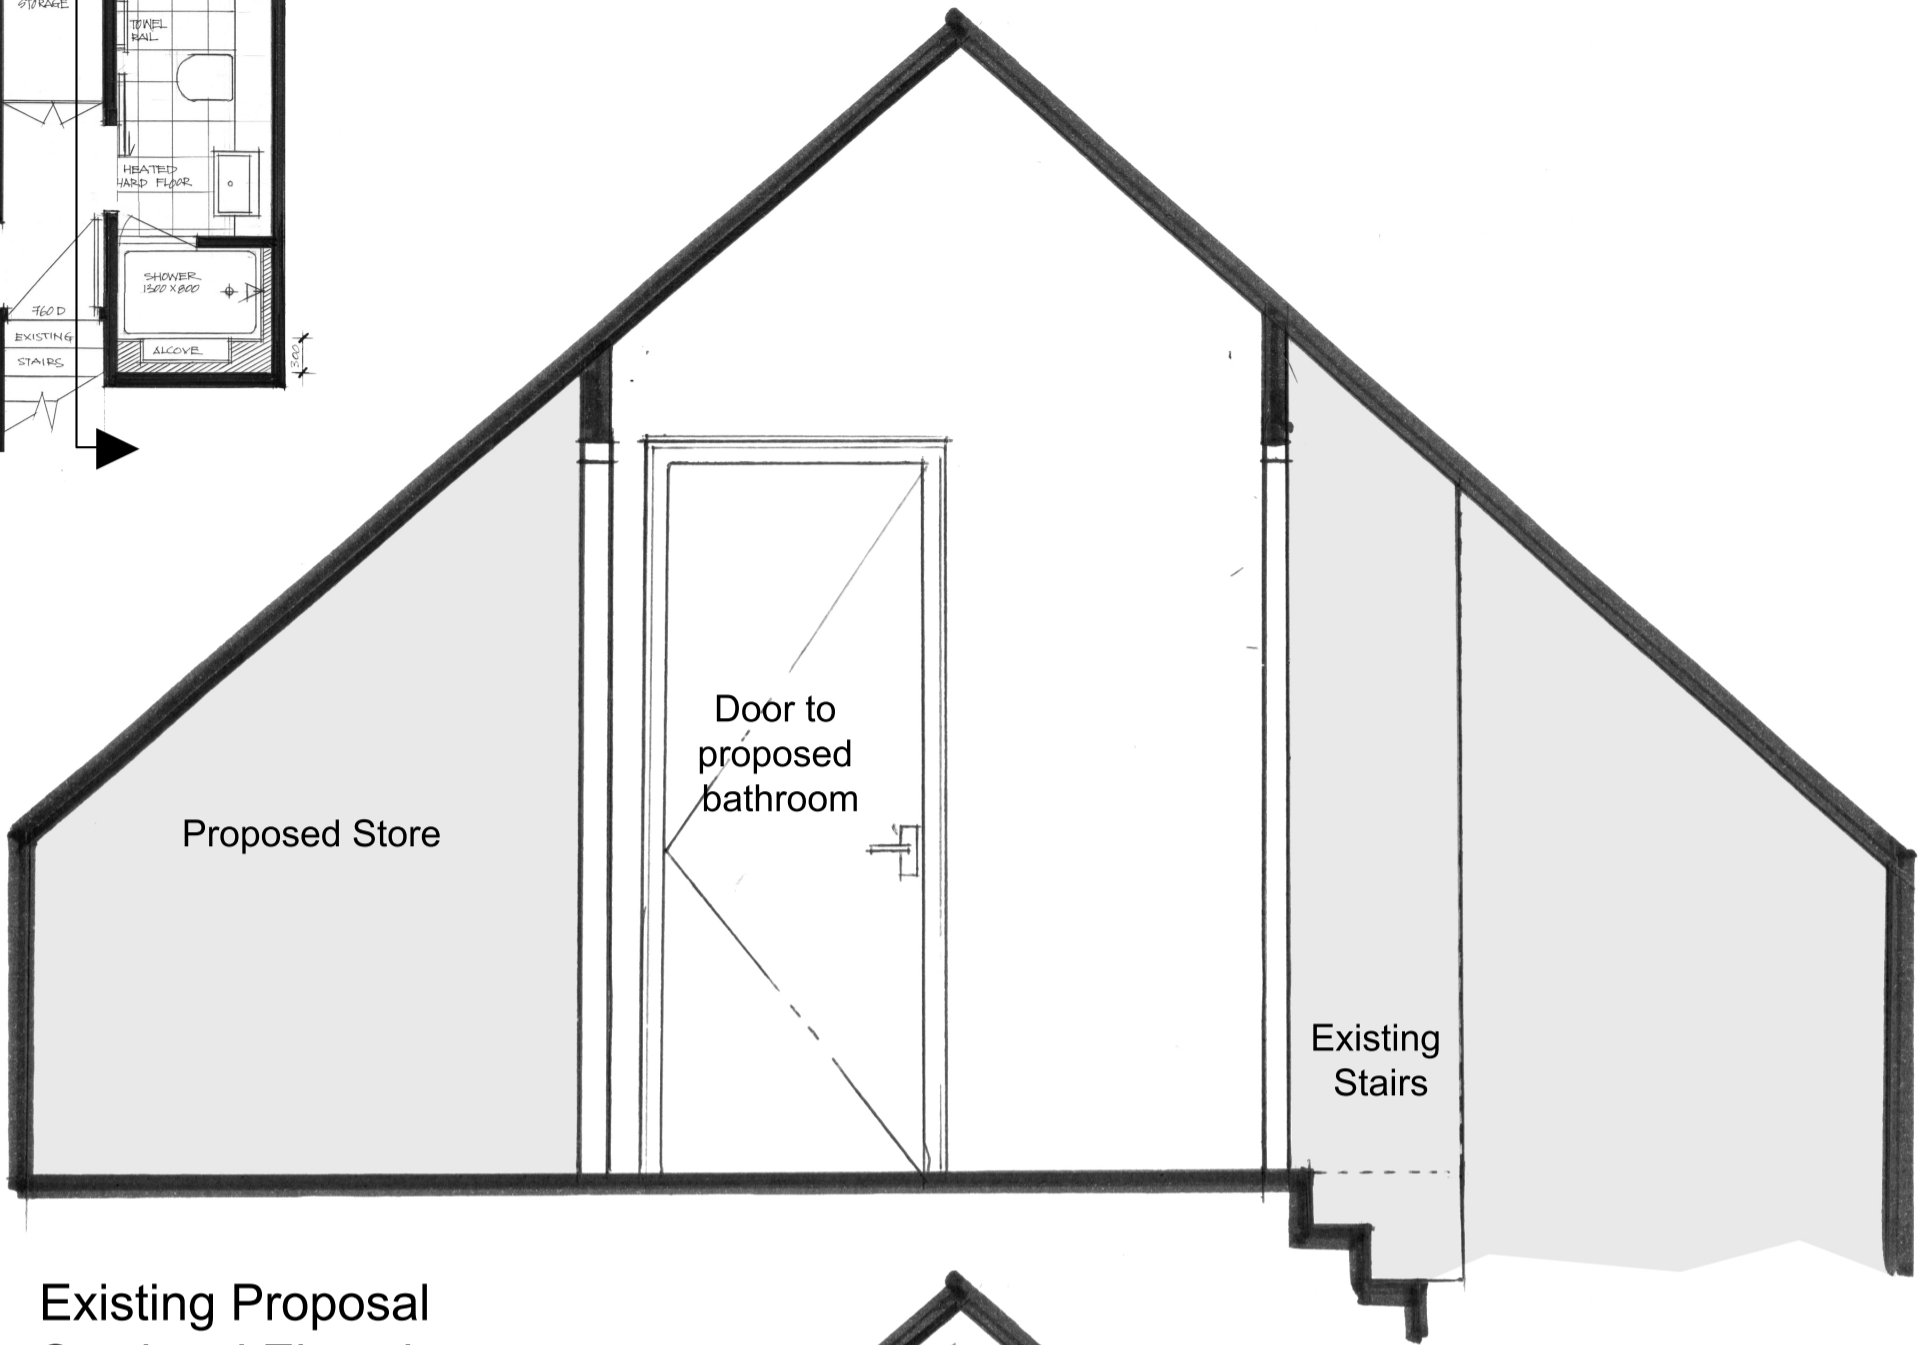 STORAGE
TOWEL
RAIL
HEATED
HARD FLOOR
SHOWER
1300 X 800
760 D
EXISTING
STAIRS
ALCOVE
300
Door to
proposed
bathroom
Proposed Store
Existing
Stairs
Existing Proposal